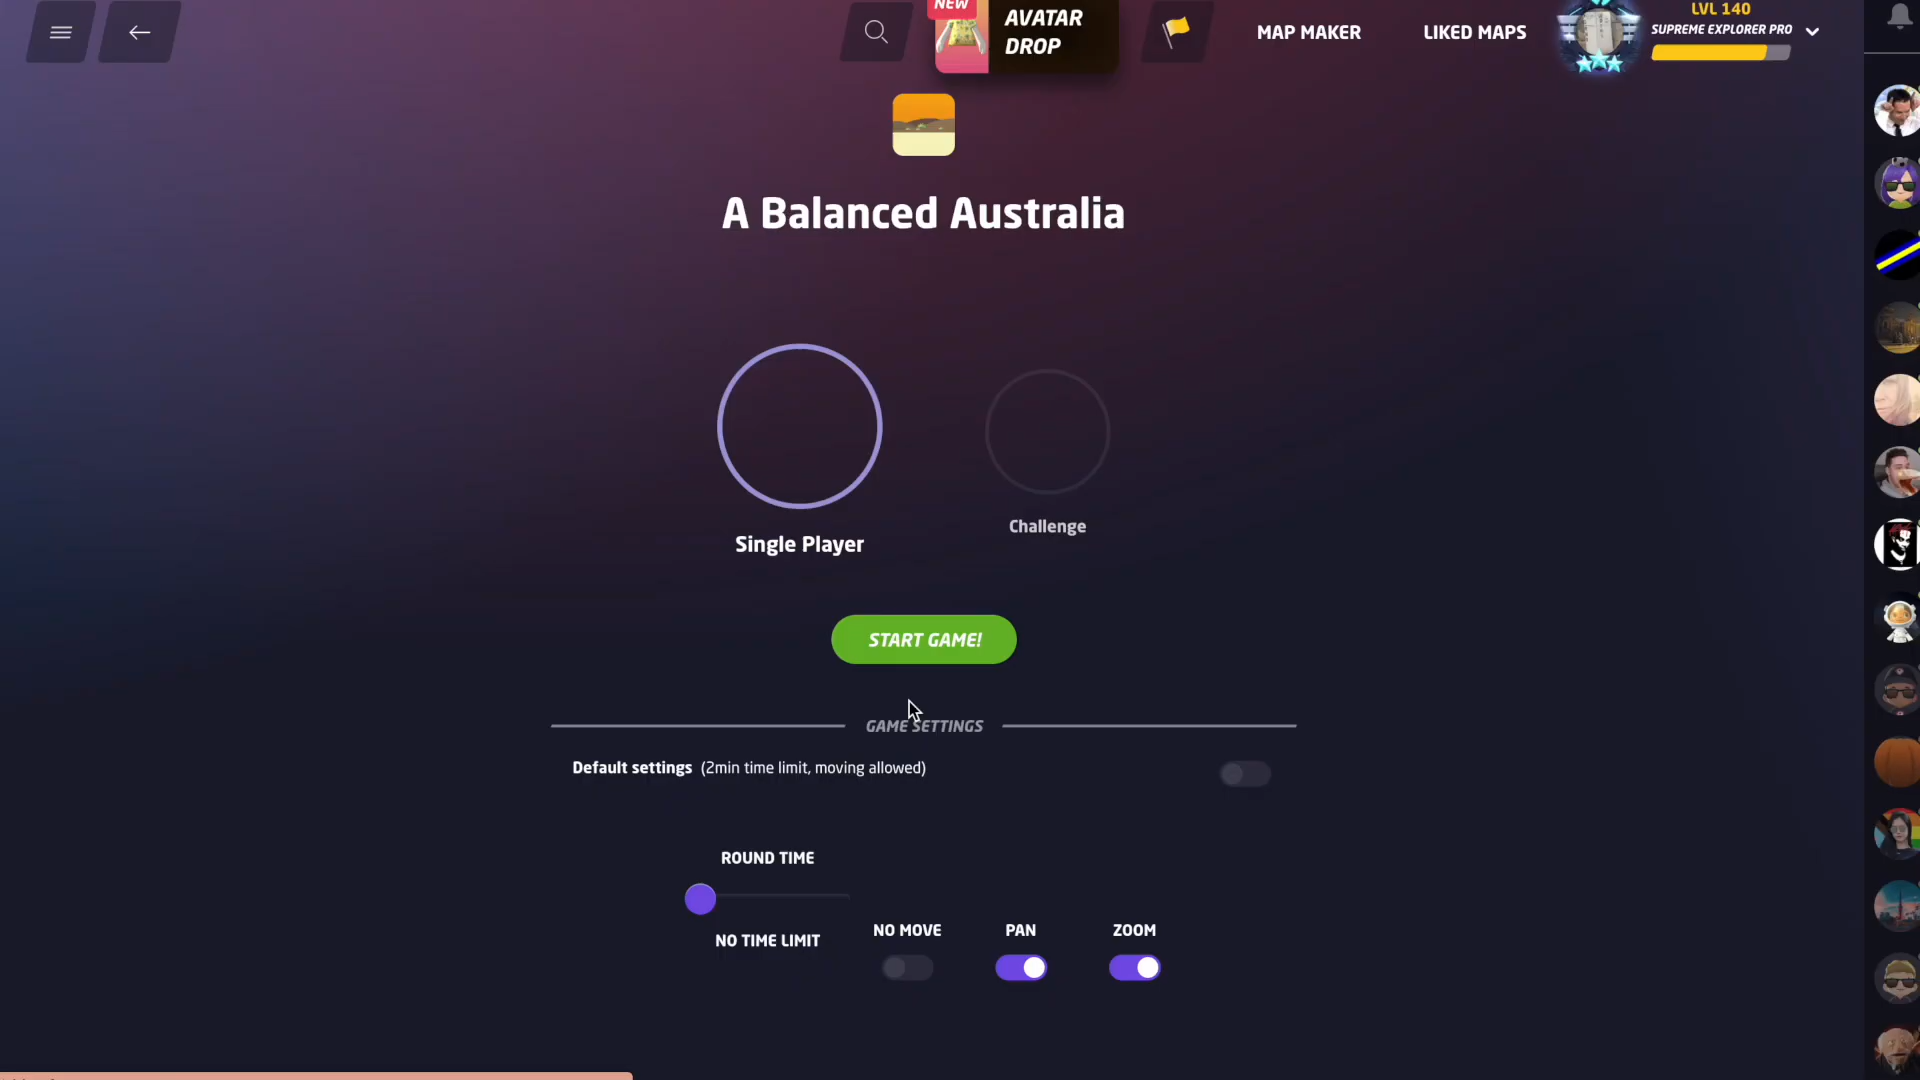 NEW
AVATAR
DROP
MAP MAKER
LIKED MAPS
LVL 140
SUPREME EXPLORER PRO
A Balanced Australia
Single Player
Challenge
START GAME!
GAME SETTINGS
Default settings (2min time limit, moving allowed)
ROUND TIME
NO TIME LIMIT
NO MOVE
PAN
ZOOM